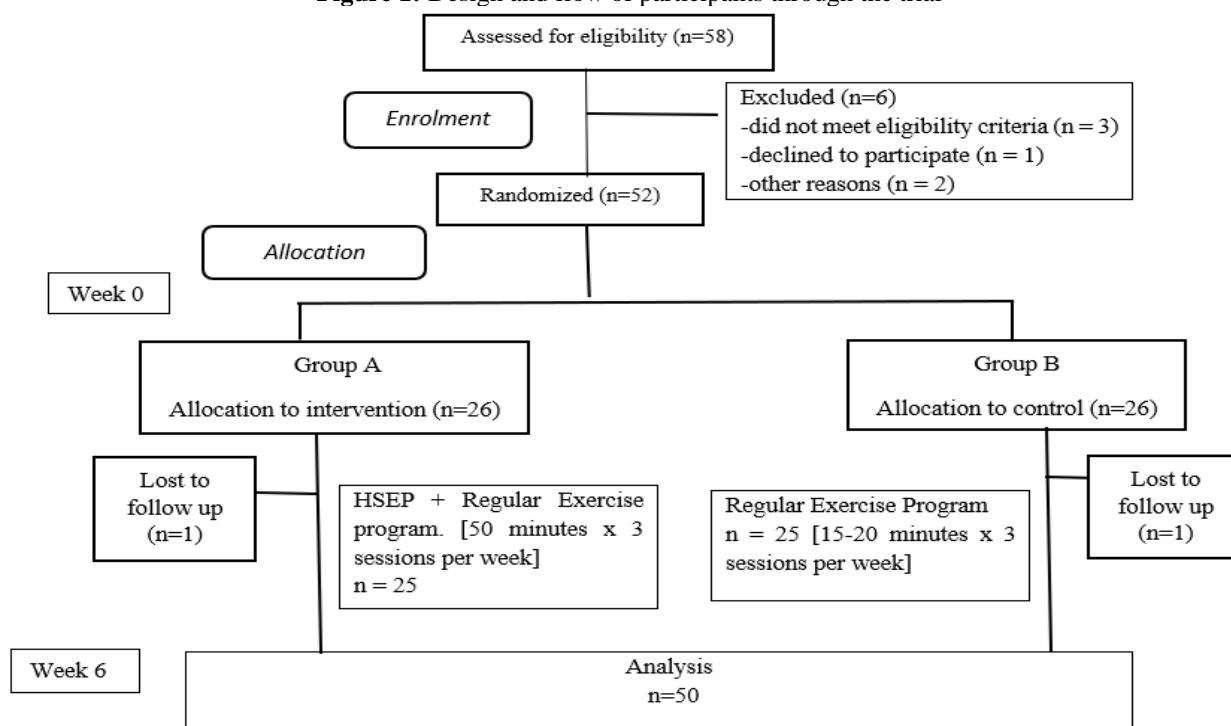 Assessed for eligibility (n=58)
Enrolment
Excluded (n=6)
-did not meet eligibility criteria (n = 3)
-declined to participate (n = 1)
-other reasons (n = 2)
Randomized (n=52)
Allocation
Week 0
Group A
Allocation to intervention (n=26)
Group B
Allocation to control (n=26)
Lost to
follow up
(n=1)
HSEP + Regular Exercise
program. [50 minutes x 3
sessions per week]
n = 25
Regular Exercise Program
n = 25 [15-20 minutes x 3
sessions per week]
Lost to
follow up
(n=1)
Week 6
Analysis
n=50